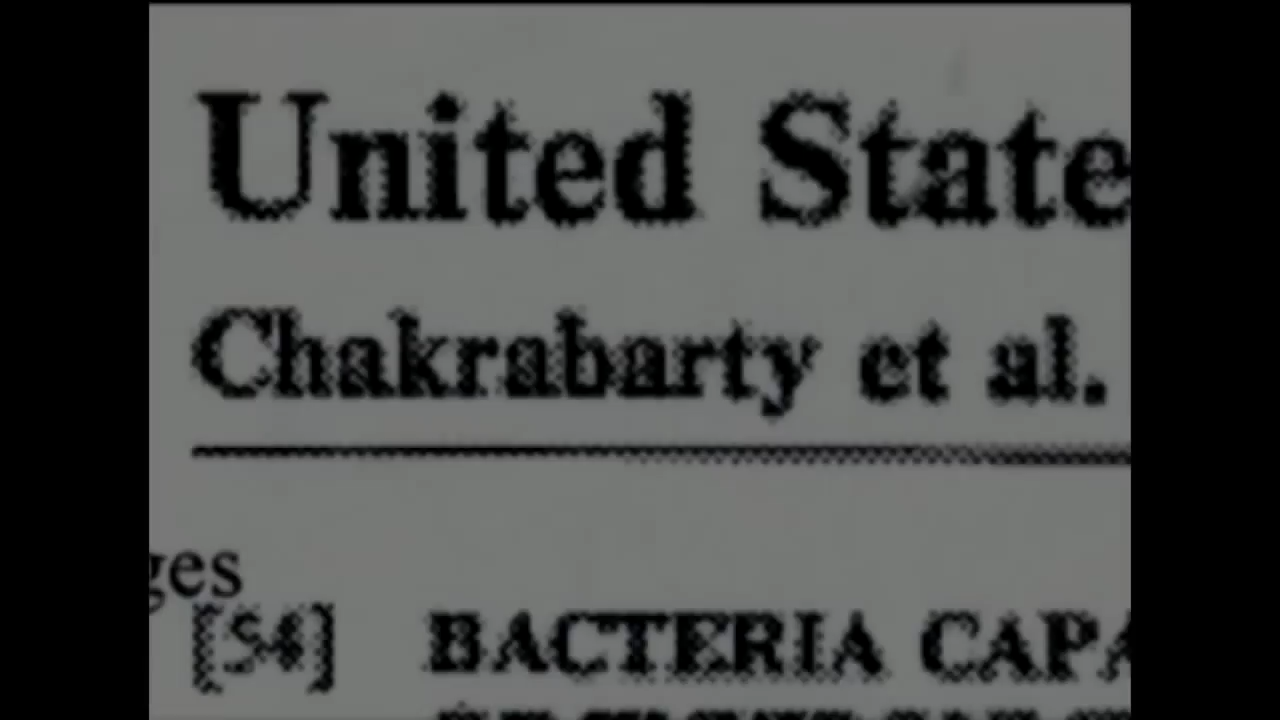 United State
Chakrabarty et al.
ges
[54] BACTERIA CAPA